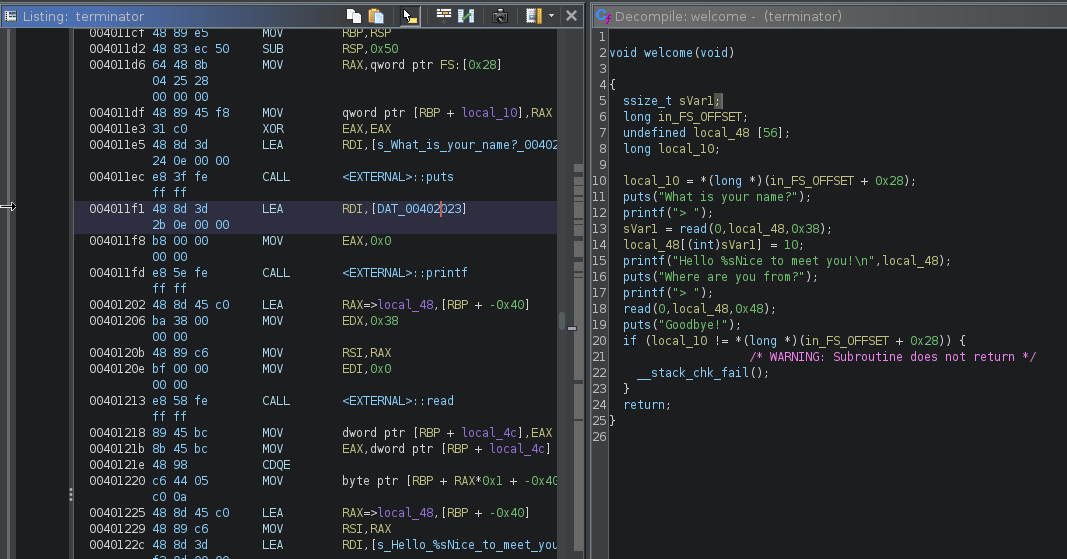 Listing: terminator
004011cf 48 89 e5 MOV RBP,RSP
004011d2 48 83 ec 50 SUB RSP,0x50
004011d6 64 48 8b MOV RAX,qword ptr FS:[0x28]
04 25 28
00 00 00
004011df 48 89 45 f8 MOV qword ptr [RBP + local_10],RAX
004011e3 31 c0 XOR EAX,EAX
004011e5 48 8d 3d LEA RDI,[s_What_is_your_name?_00402
24 0e 00 00
004011ec e8 3f fe CALL <EXTERNAL>::puts
ff ff
004011f1 48 8d 3d LEA RDI,[DAT_00402023]
2b 0e 00 00
004011f8 b8 00 00 MOV EAX,0x0
00 00
004011fd e8 5e fe CALL <EXTERNAL>::printf
ff ff
00401202 48 8d 45 c0 LEA RAX=>local_48,[RBP + -0x40]
00401206 ba 38 00 MOV EDX,0x38
00 00
0040120b 48 89 c6 MOV RSI,RAX
0040120e bf 00 00 MOV EDI,0x0
00 00
00401213 e8 58 fe CALL <EXTERNAL>::read
ff ff
00401218 89 45 bc MOV dword ptr [RBP + local_4c],EAX
0040121b 8b 45 bc MOV EAX,dword ptr [RBP + local_4c]
0040121e 48 98 CDQE
00401220 c6 44 05 MOV byte ptr [RBP + RAX*0x1 + -0x40
c0 0a
00401225 48 8d 45 c0 LEA RAX=>local_48,[RBP + -0x40]
00401229 48 89 c6 MOV RSI,RAX
0040122c 48 8d 3d LEA RDI,[s_Hello_%sNice_to_meet_you
Decompile: welcome - (terminator)
1
2 void welcome(void)
3
4 {
5 ssize_t sVar1;
6 long in_FS_OFFSET;
7 undefined local_48 [56];
8 long local_10;
9
10 local_10 = *(long *)(in_FS_OFFSET + 0x28);
11 puts("What is your name?");
12 printf("> ");
13 sVar1 = read(0,local_48,0x38);
14 local_48[(int)sVar1] = 10;
15 printf("Hello %sNice to meet you!\n",local_48);
16 puts("Where are you from?");
17 printf("> ");
18 read(0,local_48,0x48);
19 puts("Goodbye!");
20 if (local_10 != *(long *)(in_FS_OFFSET + 0x28)) {
21 /* WARNING: Subroutine does not return */
22 __stack_chk_fail();
23 }
24 return;
25 }
26